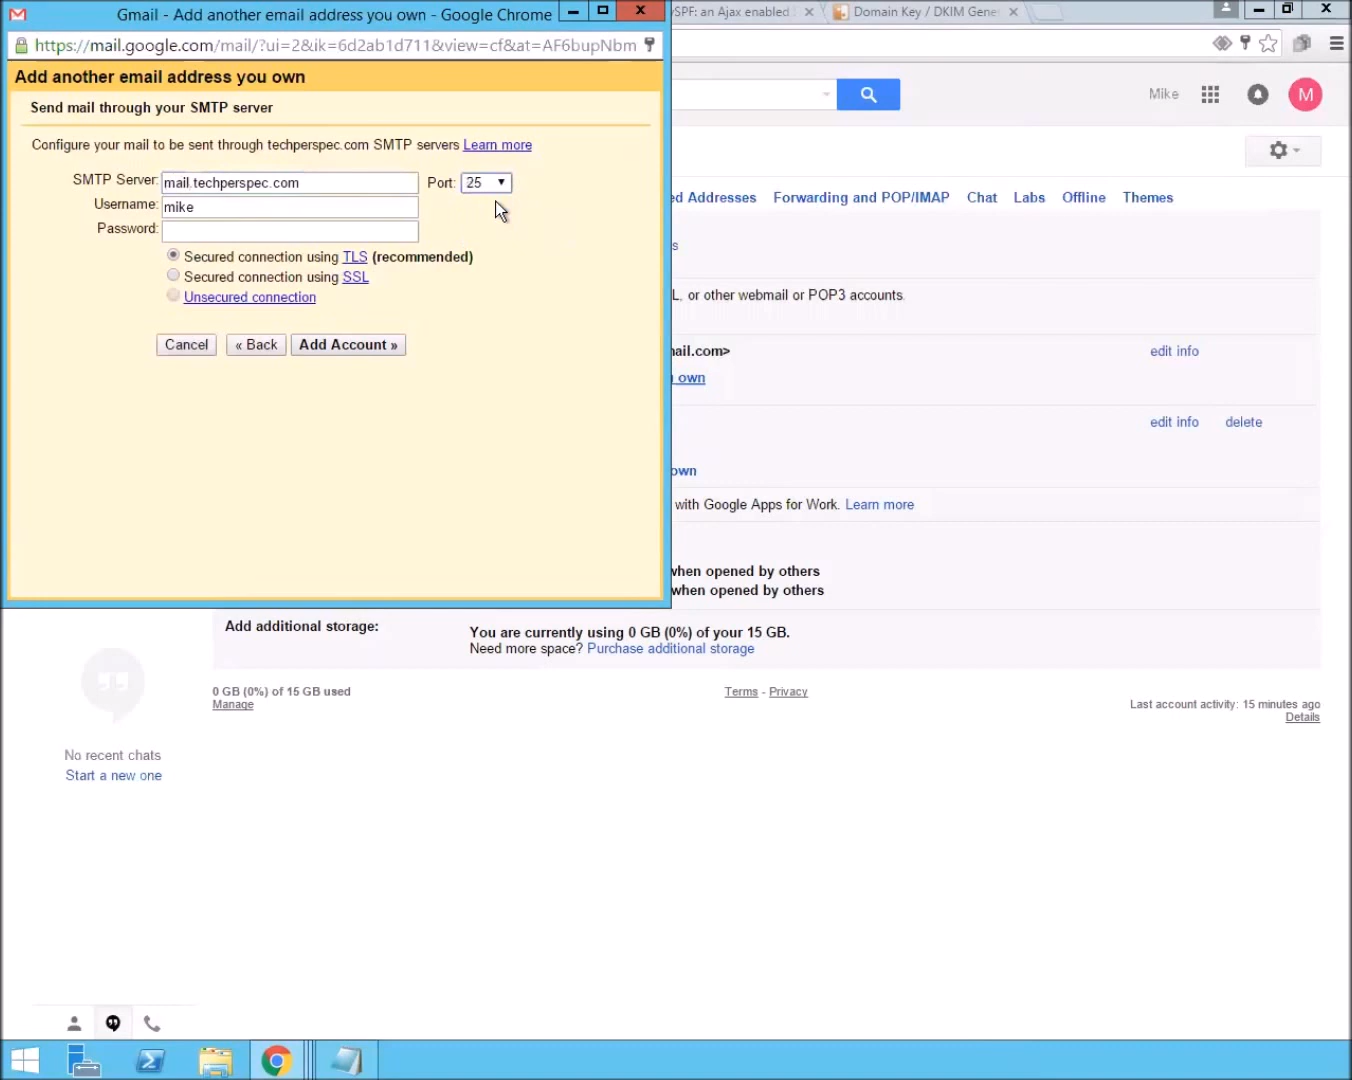 Gmail - Add another email address you own - Google Chrome
SPF: an Ajax enabled
Domain Key / DKIM Gene
https://mail.google.com/mail/?ui=2&ik=6d2ab1d711&view=cf&at=AF6bupNbm
Add another email address you own
Send mail through your SMTP server
Mike
M
Configure your mail to be sent through techperspec.com SMTP servers Learn more
SMTP Server: mail.techperspec.com Port: 25
Username: mike
Password:
Secured connection using TLS (recommended)
Secured connection using SSL
Unsecured connection
Cancel « Back Add Account »
ed Addresses Forwarding and POP/IMAP Chat Labs Offline Themes
s
L, or other webmail or POP3 accounts.
ail.com> edit info
own
edit info delete
own
with Google Apps for Work. Learn more
when opened by others
when opened by others
Add additional storage: You are currently using 0 GB (0%) of your 15 GB.
Need more space? Purchase additional storage
0 GB (0%) of 15 GB used
Manage
Terms - Privacy
Last account activity: 15 minutes ago
Details
No recent chats
Start a new one